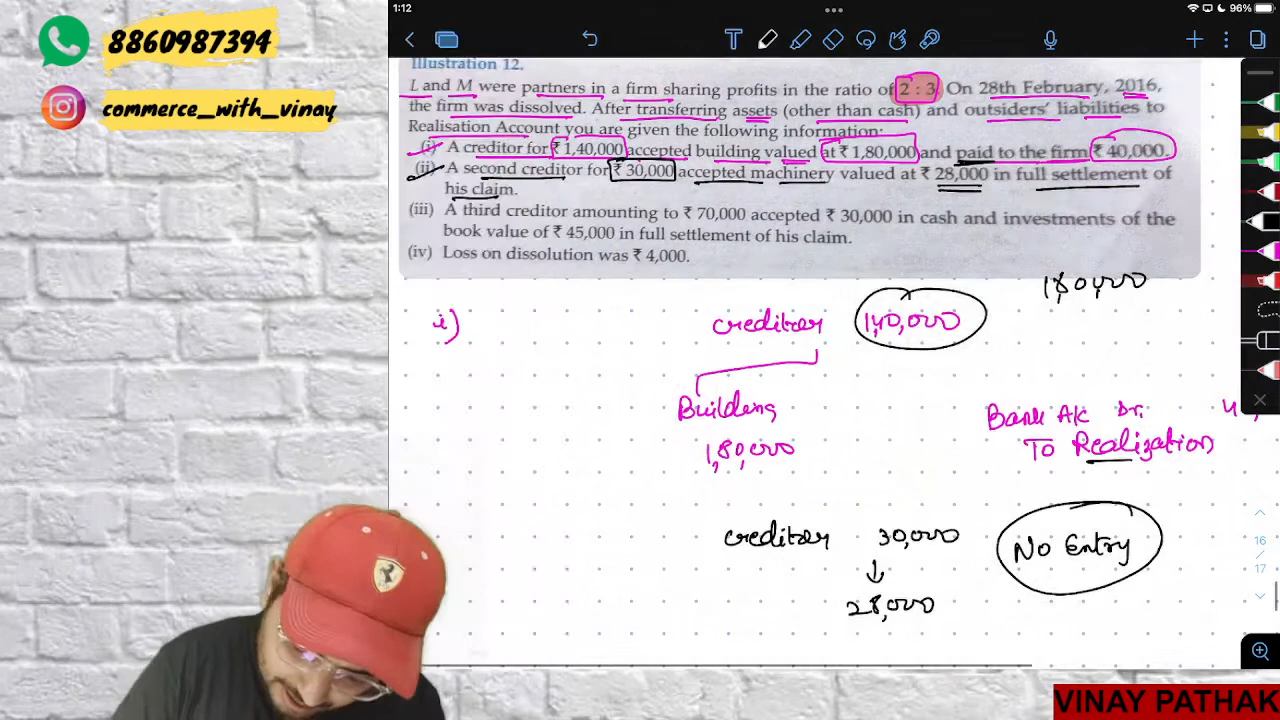 8860987394
commerce_with_vinay
1:12
96%
Illustration 12.
L and M were partners in a firm sharing profits in the ratio of 2 : 3 On 28th February, 2016,
the firm was dissolved. After transferring assets (other than cash) and outsiders' liabilities to
Realisation Account you are given the following information:
(i) A creditor for ₹ 1,40,000 accepted building valued at ₹ 1,80,000 and paid to the firm ₹ 40,000.
(ii) A second creditor for ₹ 30,000 accepted machinery valued at ₹ 28,000 in full settlement of
his claim.
(iii) A third creditor amounting to ₹ 70,000 accepted ₹ 30,000 in cash and investments of the
book value of ₹ 45,000 in full settlement of his claim.
(iv) Loss on dissolution was ₹ 4,000.
180,000
i) creditor 1,40,000
Building
1,80,000
Bank A/c Dr.
To Realization
creditor 30,000 No Entry
28,000
16
17
VINAY PATHAK